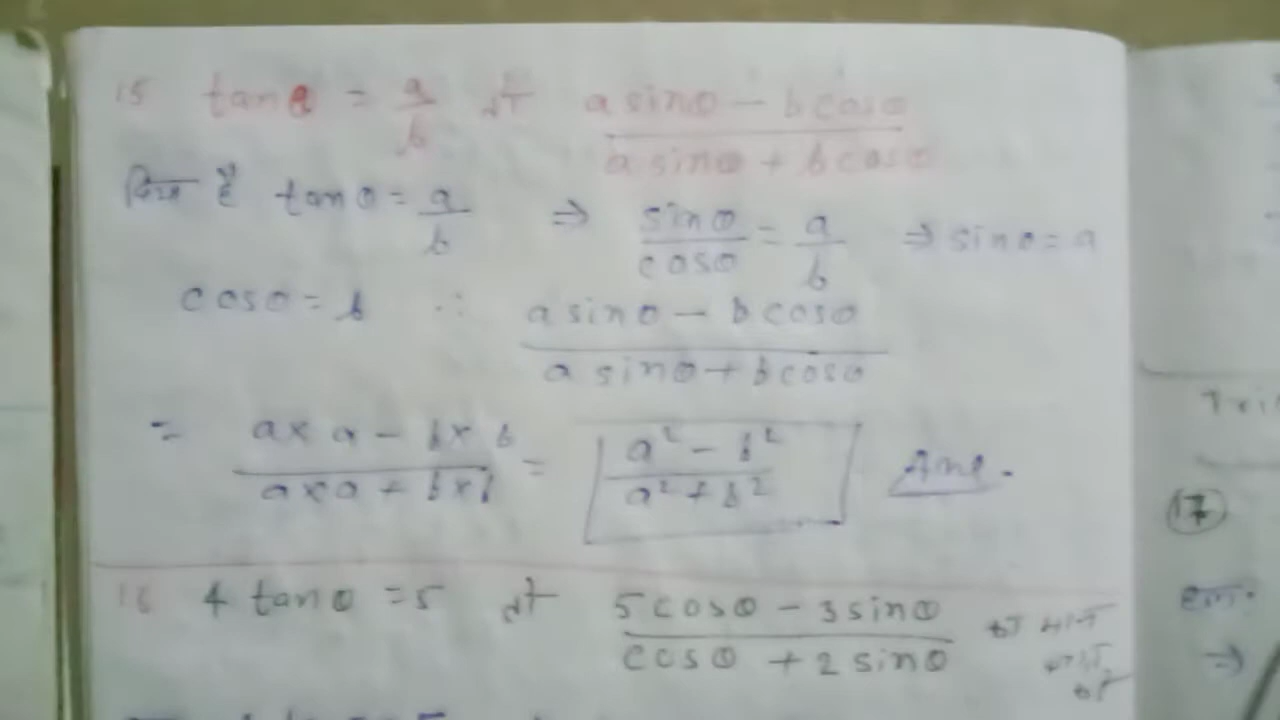 15 tanθ = a/b तो (a sinθ - b cosθ)/(a sinθ + b cosθ)
दिया है tanθ = a/b ⇒ sinθ/cosθ = a/b ⇒ sinθ = a
cosθ = b ∴ (a sinθ - b cosθ)/(a sinθ + b cosθ)
= (a×a - b×b)/(a×a + b×b) = (a² - b²)/(a² + b²) Ans.
16 4 tanθ = 5 तो (5 cosθ - 3 sinθ)/(cosθ + 2 sinθ) का मान
17
⇒